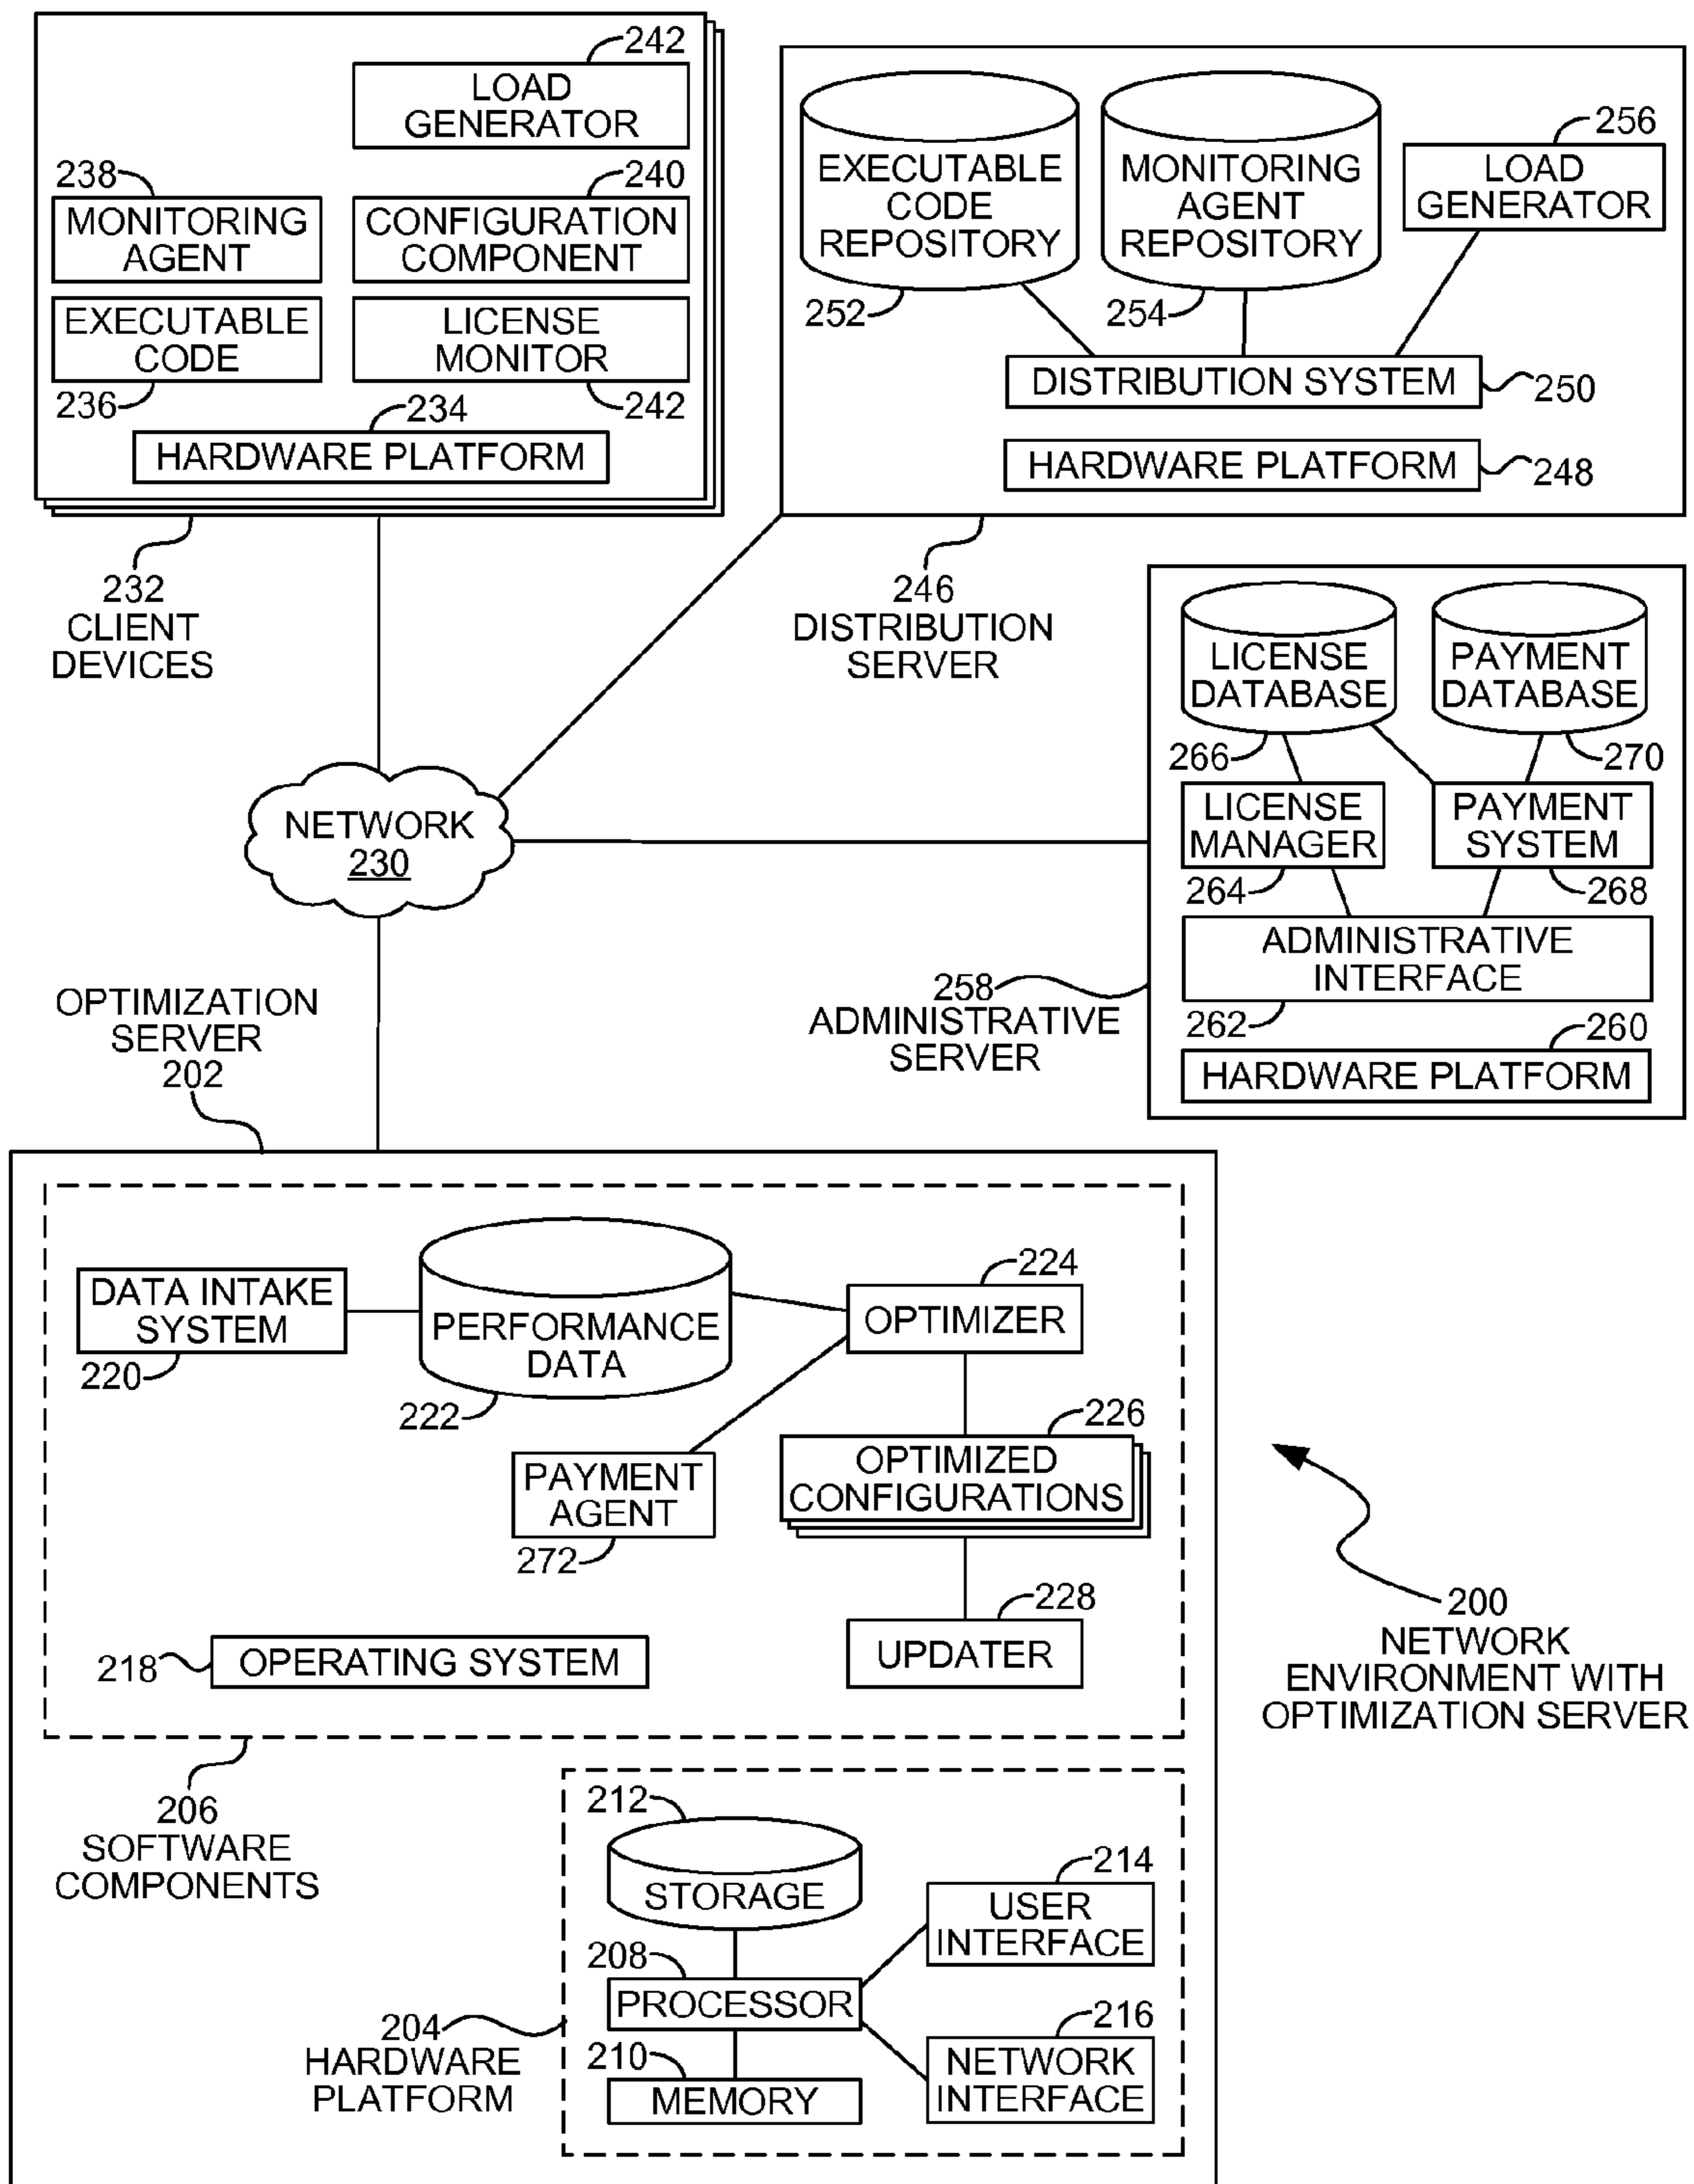 242
LOAD
GENERATOR
238
MONITORING
AGENT
240
CONFIGURATION
COMPONENT
EXECUTABLE
CODE
236
LICENSE
MONITOR
242
234
HARDWARE PLATFORM
232
CLIENT
DEVICES
EXECUTABLE
CODE
REPOSITORY
252
MONITORING
AGENT
REPOSITORY
254
256
LOAD
GENERATOR
DISTRIBUTION SYSTEM
250
HARDWARE PLATFORM
248
246
DISTRIBUTION
SERVER
LICENSE
DATABASE
266
PAYMENT
DATABASE
270
LICENSE
MANAGER
264
PAYMENT
SYSTEM
268
ADMINISTRATIVE
INTERFACE
262
260
HARDWARE PLATFORM
258
ADMINISTRATIVE
SERVER
NETWORK
230
OPTIMIZATION
SERVER
202
DATA INTAKE
SYSTEM
220
PERFORMANCE
DATA
222
224
OPTIMIZER
226
OPTIMIZED
CONFIGURATIONS
PAYMENT
AGENT
272
228
UPDATER
218
OPERATING SYSTEM
200
NETWORK
ENVIRONMENT WITH
OPTIMIZATION SERVER
206
SOFTWARE
COMPONENTS
212
STORAGE
214
USER
INTERFACE
208
PROCESSOR
216
NETWORK
INTERFACE
210
MEMORY
204
HARDWARE
PLATFORM